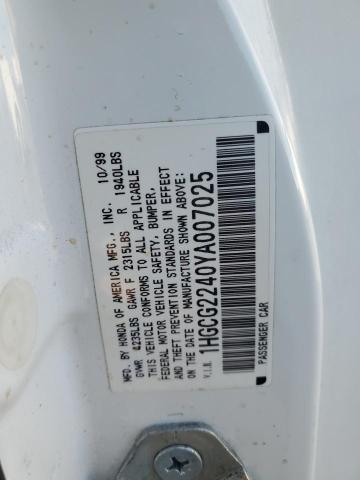 MFD. BY HONDA OF AMERICA MFG., INC. 10/99
GVWR 4235LBS GAWR F 2315LBS R 1940LBS
THIS VEHICLE CONFORMS TO ALL APPLICABLE
FEDERAL MOTOR VEHICLE SAFETY, BUMPER,
AND THEFT PREVENTION STANDARDS IN EFFECT
ON THE DATE OF MANUFACTURE SHOWN ABOVE.
V.I.N. 1HGCG2240YA007025
PASSENGER CAR